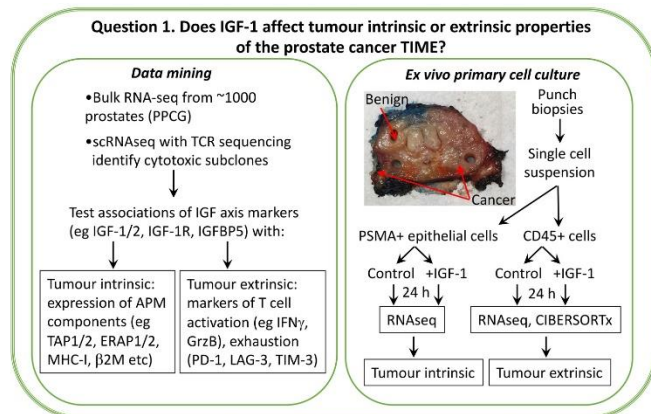 Question 1. Does IGF-1 affect tumour intrinsic or extrinsic properties
of the prostate cancer TIME?
Data mining
•Bulk RNA-seq from ~1000
prostates (PPCG)
•scRNAseq with TCR sequencing
identify cytotoxic subclones
Test associations of IGF axis markers
(eg IGF-1/2, IGF-1R, IGFBP5) with:
Tumour intrinsic:
expression of APM
components (eg
TAP1/2, ERAP1/2,
MHC-I, β2M etc)
Tumour extrinsic:
markers of T cell
activation (eg IFNγ,
GrzB), exhaustion
(PD-1, LAG-3, TIM-3)
Ex vivo primary cell culture
Benign
Cancer
Punch
biopsies
Single cell
suspension
PSMA+ epithelial cells
CD45+ cells
Control +IGF-1
Control +IGF-1
24 h
24 h
RNAseq
RNAseq, CIBERSORTx
Tumour intrinsic
Tumour extrinsic